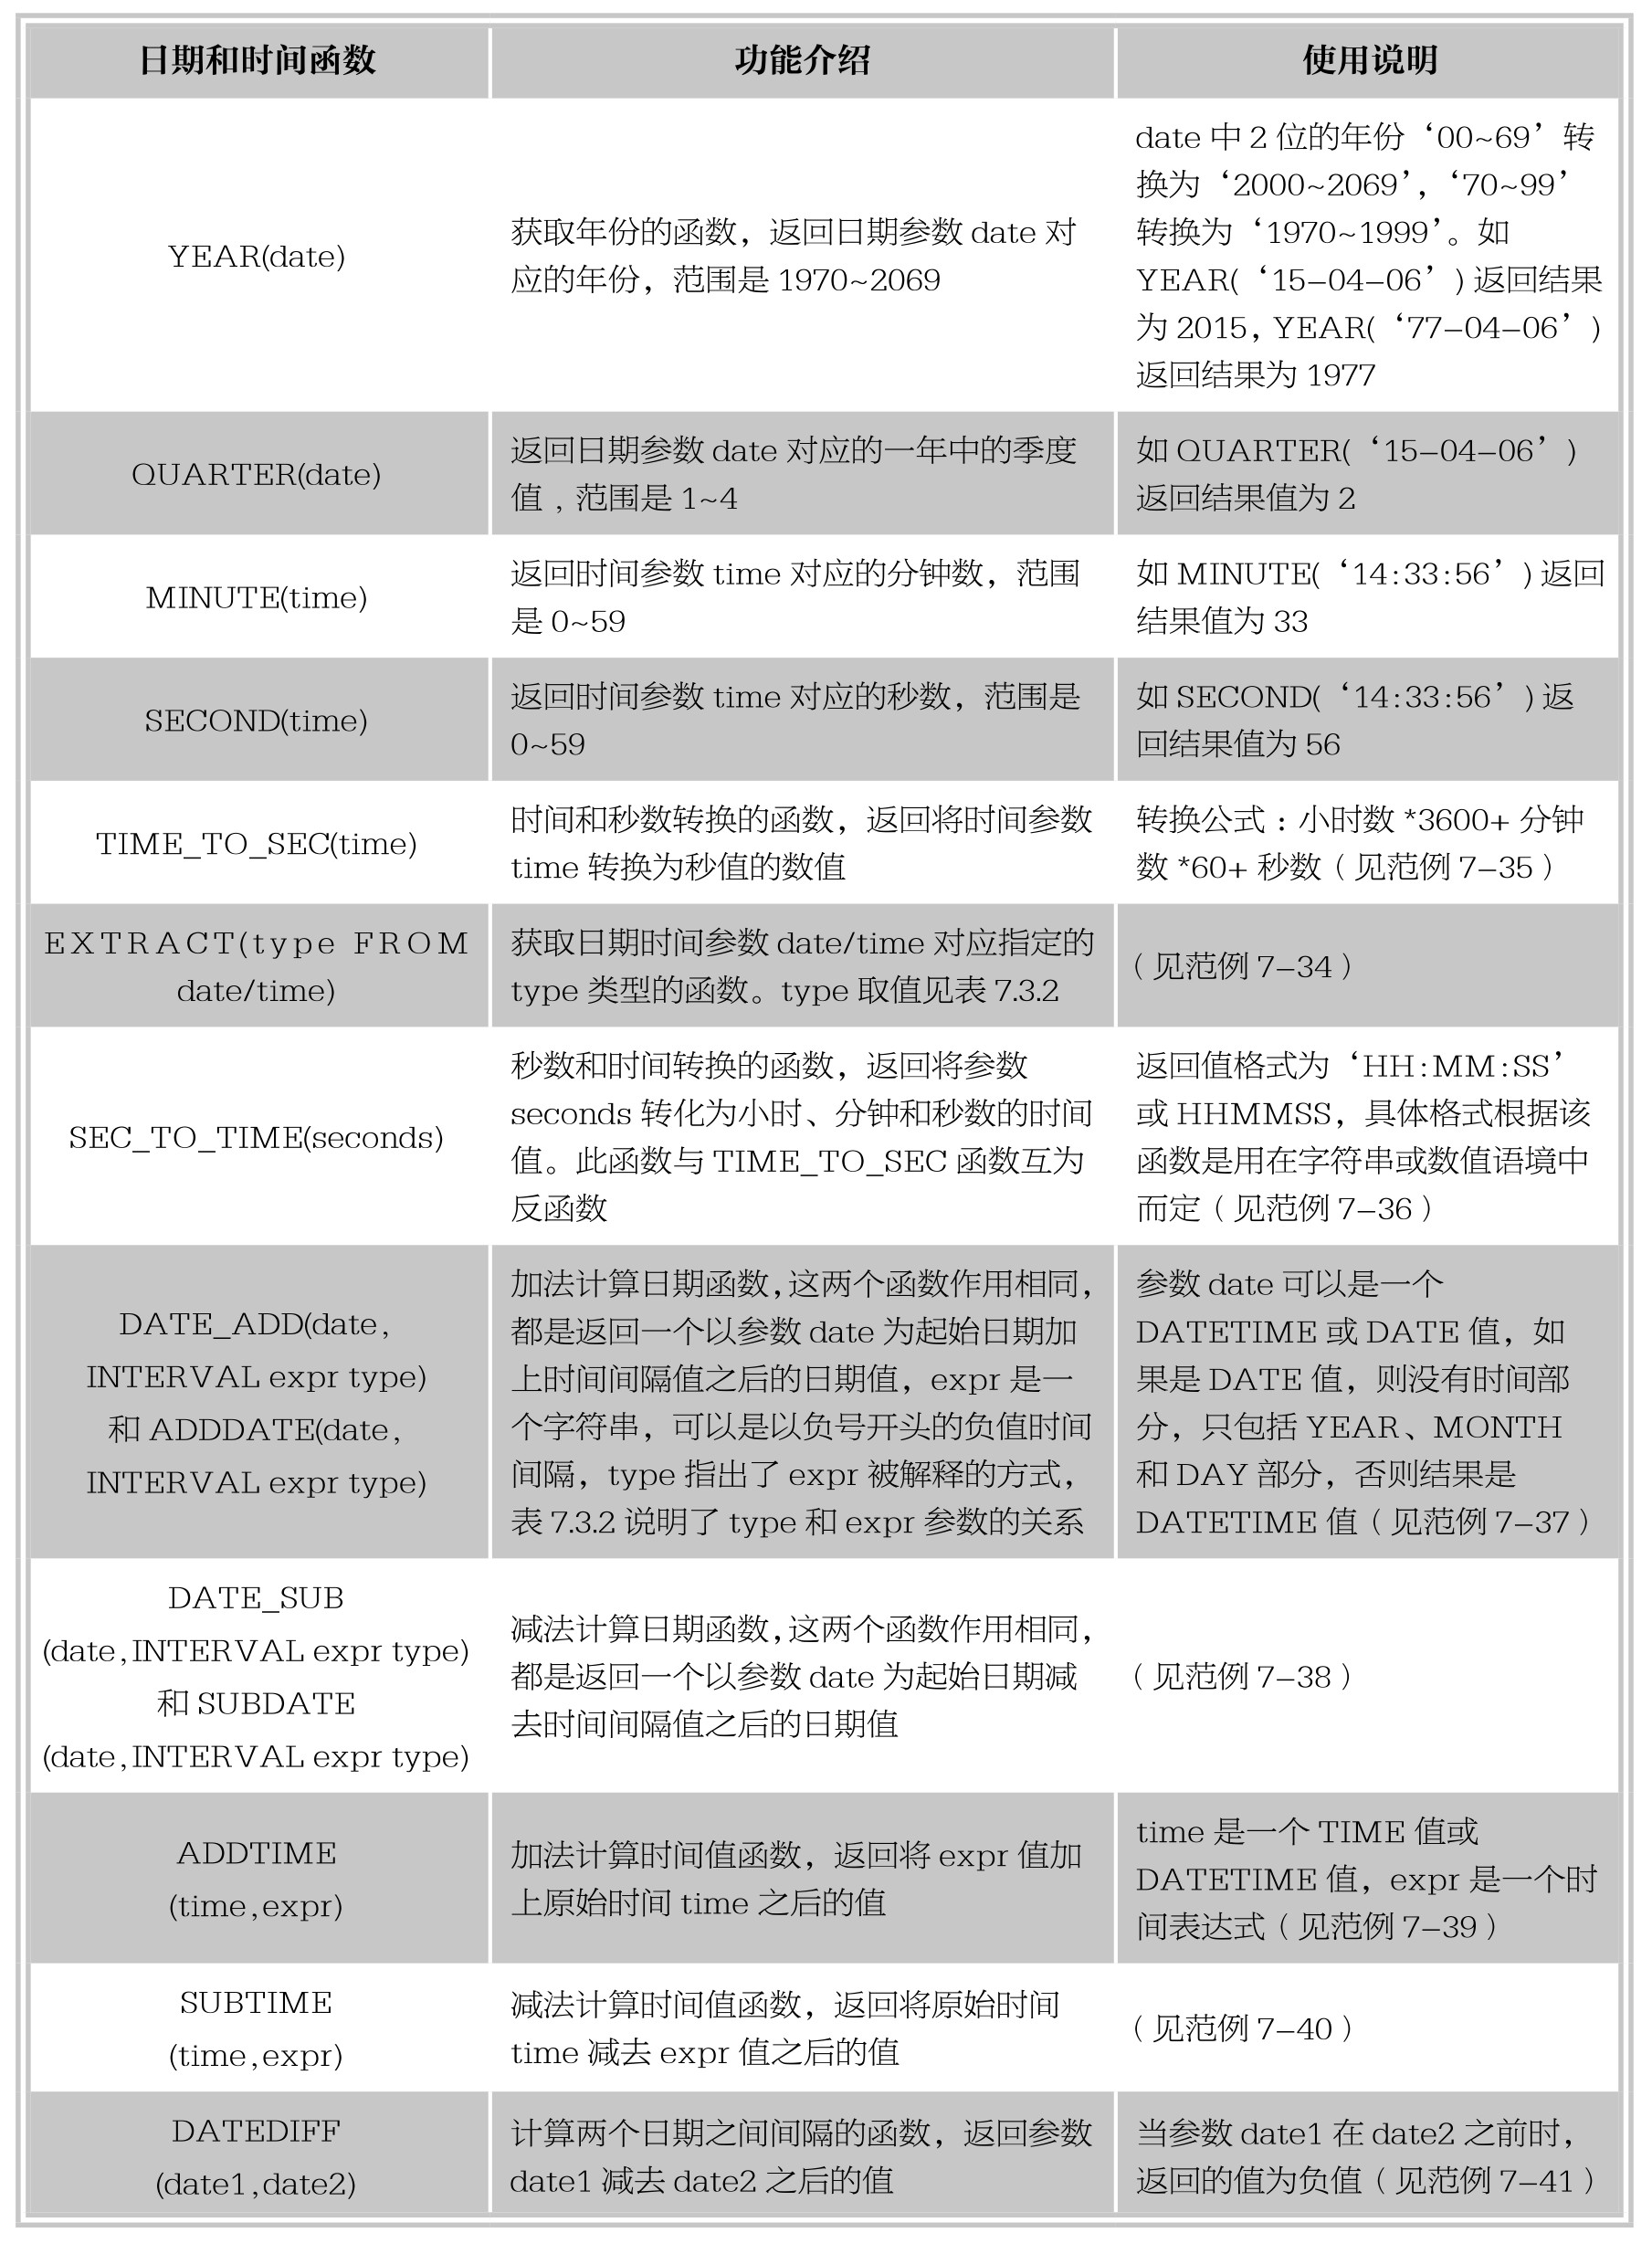 日期和时间函数
功能介绍
使用说明
YEAR(date)
获取年份的函数，返回日期参数 date 对
应的年份，范围是 1970~2069
date 中 2 位的年份‘00~69’转
换为‘2000~2069’，‘70~99’
转换为‘1970~1999’。如
YEAR(‘15–04–06’) 返回结果
为 2015，YEAR(‘77–04–06’)
返回结果为 1977
QUARTER(date)
返回日期参数 date 对应的一年中的季度
值 , 范围是 1~4
如 QUARTER(‘15–04–06’)
返回结果值为 2
MINUTE(time)
返回时间参数 time 对应的分钟数，范围
是 0~59
如 MINUTE(‘14:33:56’) 返回
结果值为 33
SECOND(time)
返回时间参数 time 对应的秒数，范围是
0~59
如 SECOND(‘14:33:56’) 返
回结果值为 56
TIME_TO_SEC(time)
时间和秒数转换的函数，返回将时间参数
time 转换为秒值的数值
转换公式：小时数 *3600+ 分钟
数 *60+ 秒数（见范例 7–35）
EXTRACT(type FROM
date/time)
获取日期时间参数 date/time 对应指定的
type 类型的函数。type 取值见表 7.3.2
（见范例 7–34）
SEC_TO_TIME(seconds)
秒数和时间转换的函数，返回将参数
seconds 转化为小时、分钟和秒数的时间
值。此函数与 TIME_TO_SEC 函数互为
反函数
返回值格式为‘HH:MM:SS’
或 HHMMSS，具体格式根据该
函数是用在字符串或数值语境中
而定（见范例 7–36）
DATE_ADD(date,
INTERVAL expr type)
和 ADDDATE(date,
INTERVAL expr type)
加法计算日期函数，这两个函数作用相同，
都是返回一个以参数 date 为起始日期加
上时间间隔值之后的日期值，expr 是一
个字符串，可以是以负号开头的负值时间
间隔，type 指出了 expr 被解释的方式，
表 7.3.2 说明了 type 和 expr 参数的关系
参数 date 可以是一个
DATETIME 或 DATE 值，如
果是 DATE 值，则没有时间部
分，只包括 YEAR、MONTH
和 DAY 部分，否则结果是
DATETIME 值（见范例 7–37）
DATE_SUB
(date,INTERVAL expr type)
和 SUBDATE
(date,INTERVAL expr type)
减法计算日期函数，这两个函数作用相同，
都是返回一个以参数 date 为起始日期减
去时间间隔值之后的日期值
（见范例 7–38）
ADDTIME
(time,expr)
加法计算时间值函数，返回将 expr 值加
上原始时间 time 之后的值
time 是一个 TIME 值或
DATETIME 值，expr 是一个时
间表达式（见范例 7–39）
SUBTIME
(time,expr)
减法计算时间值函数，返回将原始时间
time 减去 expr 值之后的值
（见范例 7–40）
DATEDIFF
(date1,date2)
计算两个日期之间间隔的函数，返回参数
date1 减去 date2 之后的值
当参数 date1 在 date2 之前时，
返回的值为负值（见范例 7–41）